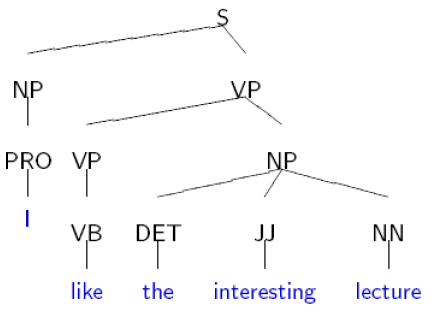 S
NP VP
PRO VP NP
I
VB DET JJ NN
like the interesting lecture